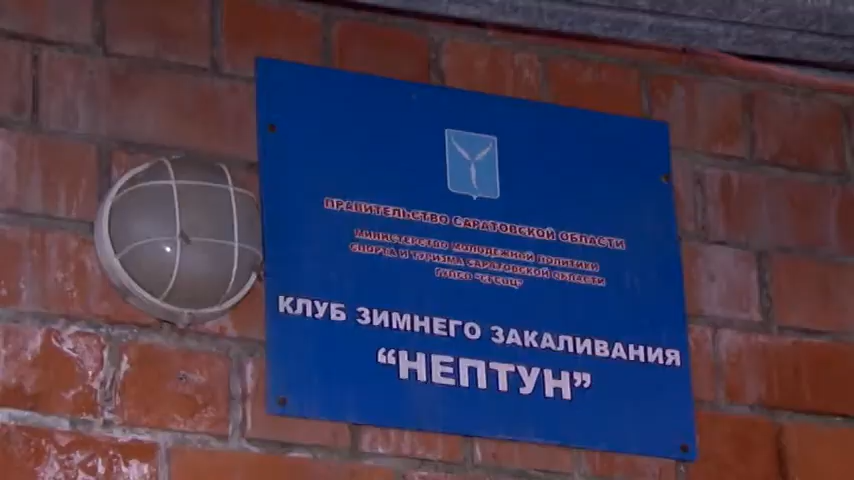 ПРАВИТЕЛЬСТВО САРАТОВСКОЙ ОБЛАСТИ
МИНИСТЕРСТВО МОЛОДЕЖНОЙ ПОЛИТИКИ
СПОРТА И ТУРИЗМА САРАТОВСКОЙ ОБЛАСТИ
КЛУБ ЗИМНЕГО ЗАКАЛИВАНИЯ
“НЕПТУН”